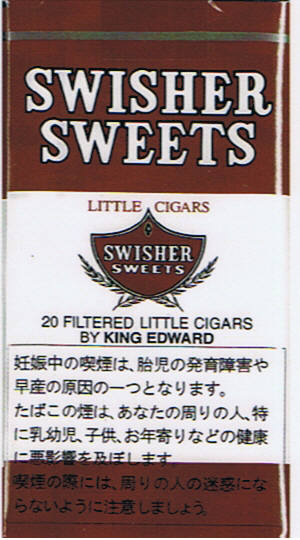 SWISHER
SWEETS
LITTLE CIGARS
SWISHER
SWEETS
20 FILTERED LITTLE CIGARS
BY KING EDWARD
妊娠中の喫煙は、胎児の発育障害や
早産の原因の一つとなります。
たばこの煙は、あなたの周りの人、特
に乳幼児、子供、お年寄りなどの健康
に悪影響を及ぼします。
喫煙の際には、周りの人の迷惑にな
らないように注意しましょう。